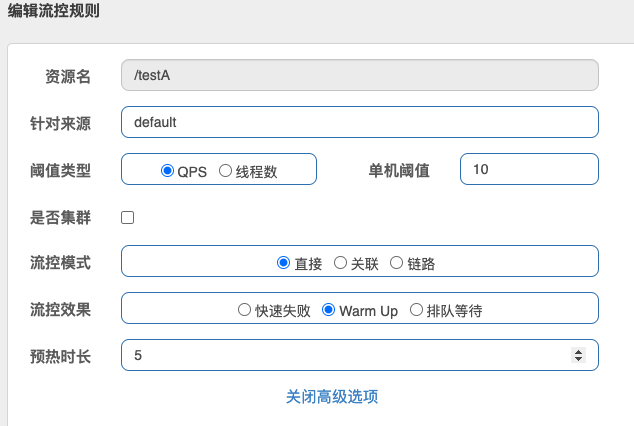 编辑流控规则
资源名 /testA
针对来源 default
阈值类型 QPS 线程数 单机阈值 10
是否集群
流控模式 直接 关联 链路
流控效果 快速失败 Warm Up 排队等待
预热时长 5
关闭高级选项